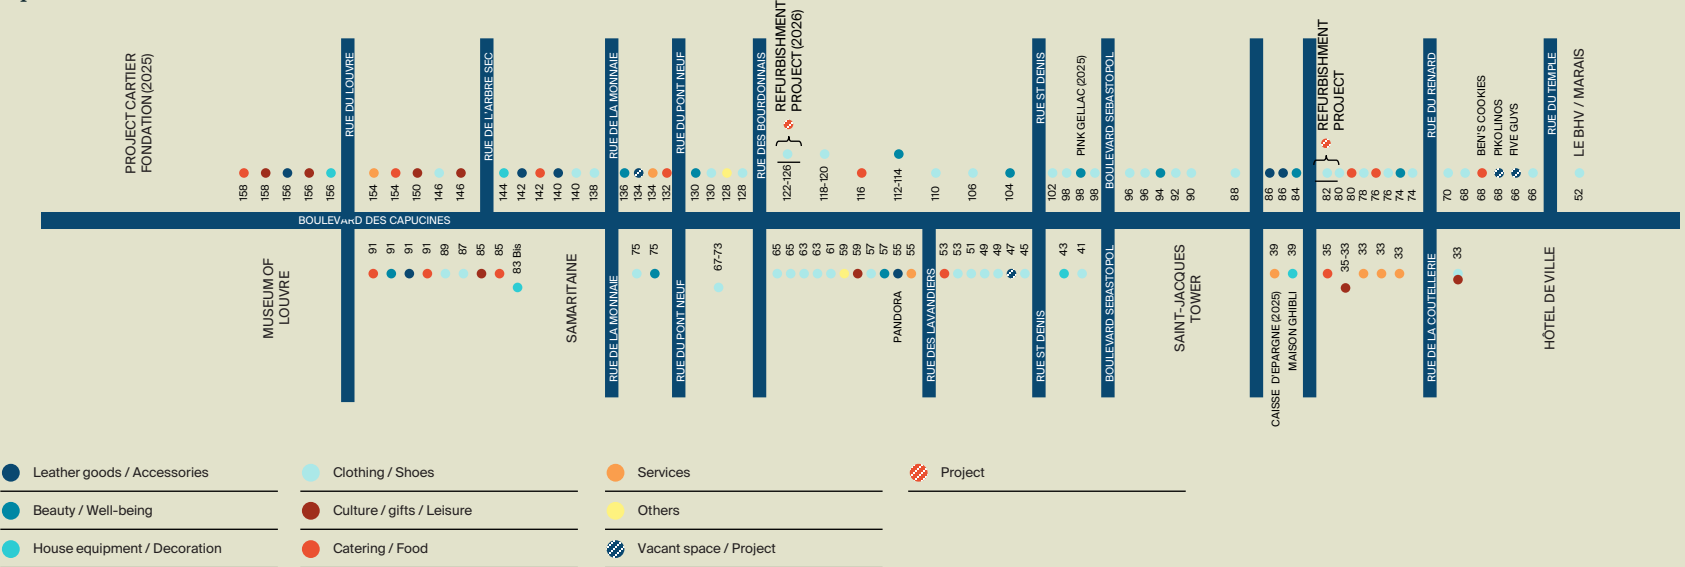 PROJECT CARTIER
FONDATION (2025)
RUE DU LOUVRE
RUE DE L'ARBRE SEC
RUE DE LA MONNAIE
RUE DU PONT NEUF
RUE DES BOURDONNAIS
REFURBISHMENT
PROJECT (2026)
RUE ST DENIS
PINK GELLAC (2025)
BOULEVARD SEBASTOPOL
REFURBISHMENT
PROJECT
RUE DU RENARD
BEN'S COOKIES
PIKOLINOS
FIVE GUYS
RUE DU TEMPLE
LE BHV / MARAIS
158 158 156 156 156 154 154 150 146 146 144 142 142 140 140 138 136 134 134 132 130 130 128 128 122-126 118-120 116 112-114 110 106 104 102 98 98 98 96 96 94 92 90 88 86 86 84 82 80 80 78 76 76 74 74 70 68 68 68 66 66 52
BOULEVARD DES CAPUCINES
91 91 91 91 89 87 85 85 83 Bis 75 75 67-73 65 65 63 63 61 59 59 57 57 55 55 53 53 51 49 49 47 45 43 41 39 39 35 35-33 33 33 33 33
MUSEUM OF
LOUVRE
SAMARITAINE
RUE DE LA MONNAIE
RUE DU PONT NEUF
PANDORA
RUE DES LAVANDIERS
RUE ST DENIS
BOULEVARD SEBASTOPOL
SAINT-JACQUES
TOWER
CAISSE D'EPARGNE (2025)
MAISON GHIBLI
RUE DE LA COUTELLERIE
HÔTEL DE VILLE
Leather goods / Accessories
Clothing / Shoes
Services
Project
Beauty / Well-being
Culture / gifts / Leisure
Others
House equipment / Decoration
Catering / Food
Vacant space / Project